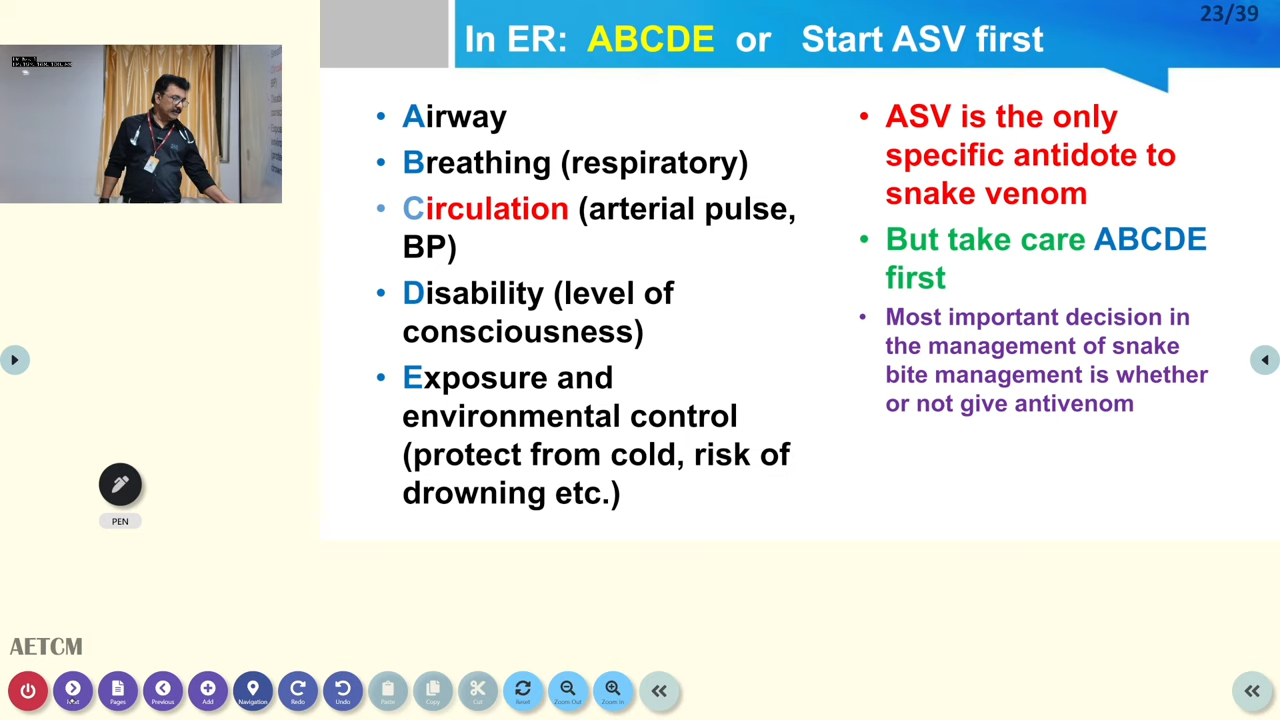 23/39
In ER: ABCDE or Start ASV first
• Airway
• Breathing (respiratory)
• Circulation (arterial pulse,
BP)
• Disability (level of
consciousness)
• Exposure and
environmental control
(protect from cold, risk of
drowning etc.)
• ASV is the only
specific antidote to
snake venom
• But take care ABCDE
first
• Most important decision in
the management of snake
bite management is whether
or not give antivenom
PEN
AETCM
Next
Pages
Previous
Add
Navigation
Redo
Undo
Paste
Copy
Cut
Reset
Zoom Out
Zoom In